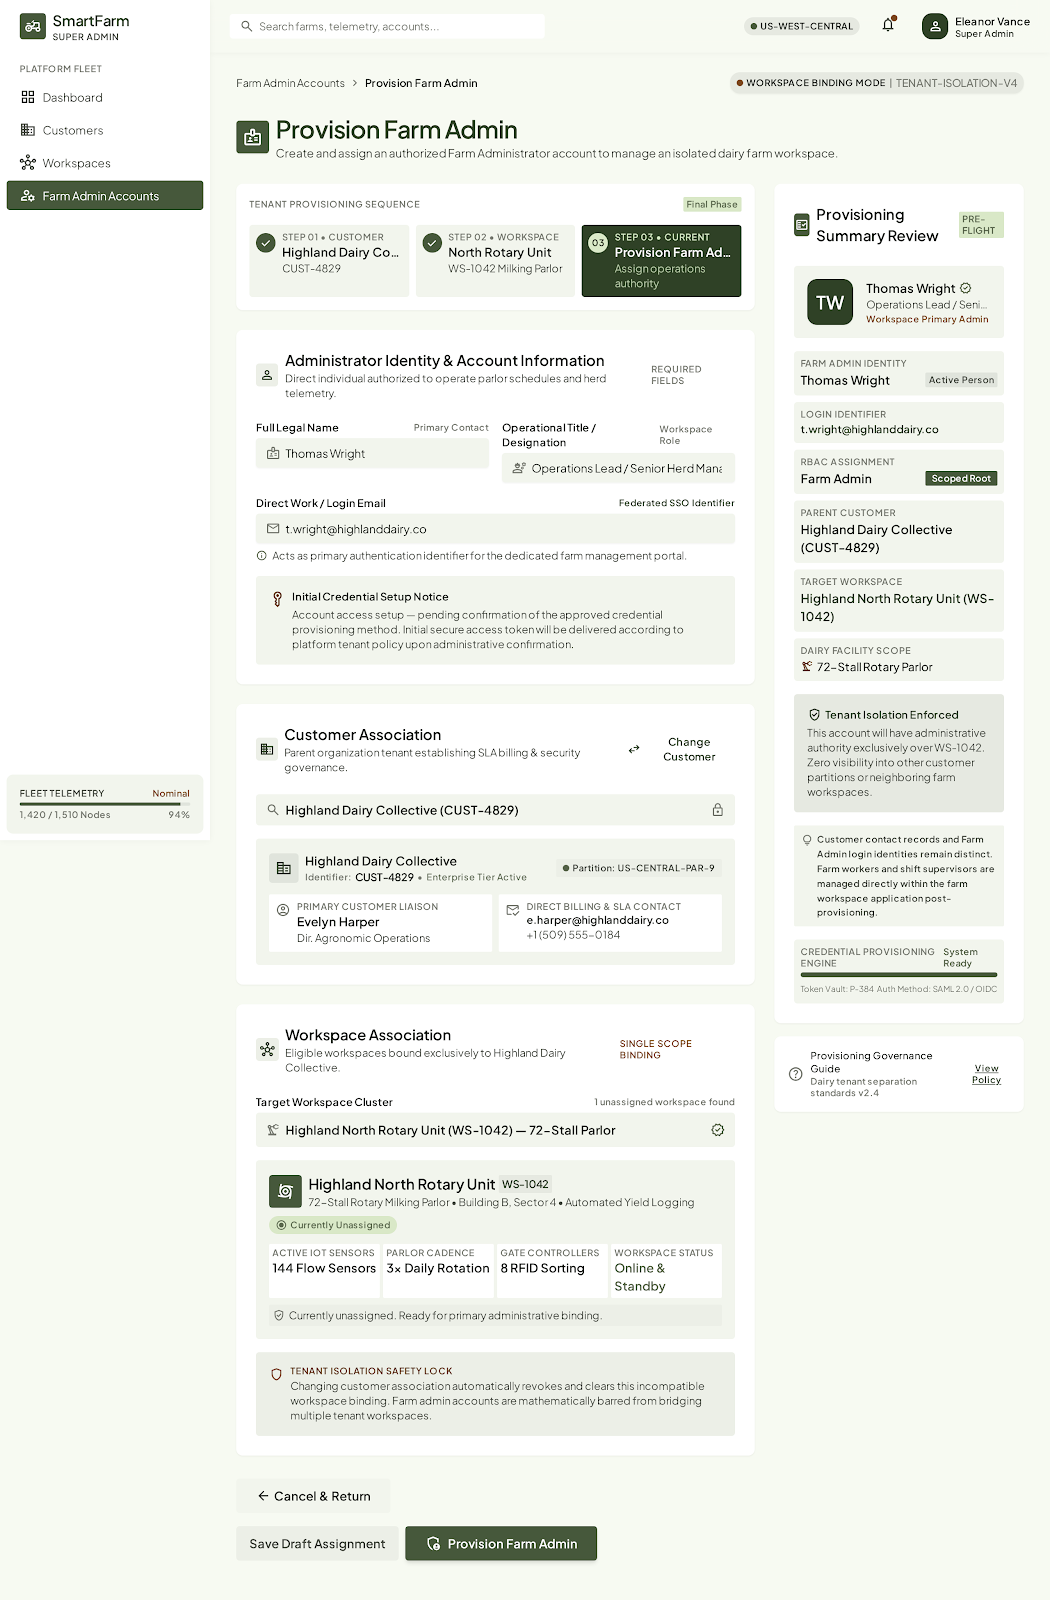 SmartFarm
SUPER ADMIN
Search farms, telemetry, accounts...
US-WEST-CENTRAL
Eleanor Vance
Super Admin
PLATFORM FLEET
Dashboard
Customers
Workspaces
Farm Admin Accounts
FLEET TELEMETRY Nominal
1,420 / 1,510 Nodes 94%
Farm Admin Accounts > Provision Farm Admin
WORKSPACE BINDING MODE | TENANT-ISOLATION-V4
Provision Farm Admin
Create and assign an authorized Farm Administrator account to manage an isolated dairy farm workspace.
TENANT PROVISIONING SEQUENCE Final Phase
STEP 01 • CUSTOMER
Highland Dairy Co...
CUST-4829
STEP 02 • WORKSPACE
North Rotary Unit
WS-1042 Milking Parlor
03
STEP 03 • CURRENT
Provision Farm Ad...
Assign operations
authority
Administrator Identity & Account Information
Direct individual authorized to operate parlor schedules and herd
telemetry.
REQUIRED
FIELDS
Full Legal Name Primary Contact
Thomas Wright
Operational Title /
Designation
Workspace
Role
Operations Lead / Senior Herd Mana
Direct Work / Login Email Federated SSO Identifier
t.wright@highlanddairy.co
Acts as primary authentication identifier for the dedicated farm management portal.
Initial Credential Setup Notice
Account access setup — pending confirmation of the approved credential
provisioning method. Initial secure access token will be delivered according to
platform tenant policy upon administrative confirmation.
Customer Association
Parent organization tenant establishing SLA billing & security
governance.
Change
Customer
Highland Dairy Collective (CUST-4829)
Highland Dairy Collective
Identifier: CUST-4829 • Enterprise Tier Active
Partition: US-CENTRAL-PAR-9
PRIMARY CUSTOMER LIAISON
Evelyn Harper
Dir. Agronomic Operations
DIRECT BILLING & SLA CONTACT
e.harper@highlanddairy.co
+1 (509) 555-0184
Workspace Association
Eligible workspaces bound exclusively to Highland Dairy
Collective.
SINGLE SCOPE
BINDING
Target Workspace Cluster 1 unassigned workspace found
Highland North Rotary Unit (WS-1042) — 72-Stall Parlor
Highland North Rotary Unit WS-1042
72-Stall Rotary Milking Parlor • Building B, Sector 4 • Automated Yield Logging
Currently Unassigned
ACTIVE IOT SENSORS
144 Flow Sensors
PARLOR CADENCE
3x Daily Rotation
GATE CONTROLLERS
8 RFID Sorting
WORKSPACE STATUS
Online &
Standby
Currently unassigned. Ready for primary administrative binding.
TENANT ISOLATION SAFETY LOCK
Changing customer association automatically revokes and clears this incompatible
workspace binding. Farm admin accounts are mathematically barred from bridging
multiple tenant workspaces.
Cancel & Return
Save Draft Assignment
Provision Farm Admin
Provisioning
Summary Review
PRE-
FLIGHT
TW
Thomas Wright
Operations Lead / Seni...
Workspace Primary Admin
FARM ADMIN IDENTITY
Thomas Wright Active Person
LOGIN IDENTIFIER
t.wright@highlanddairy.co
RBAC ASSIGNMENT
Farm Admin Scoped Root
PARENT CUSTOMER
Highland Dairy Collective
(CUST-4829)
TARGET WORKSPACE
Highland North Rotary Unit (WS-
1042)
DAIRY FACILITY SCOPE
72-Stall Rotary Parlor
Tenant Isolation Enforced
This account will have administrative
authority exclusively over WS-1042.
Zero visibility into other customer
partitions or neighboring farm
workspaces.
Customer contact records and Farm
Admin login identities remain distinct.
Farm workers and shift supervisors are
managed directly within the farm
workspace application post-
provisioning.
CREDENTIAL PROVISIONING
ENGINE
System
Ready
Token Vault: P-384 Auth Method: SAML 2.0 / OIDC
Provisioning Governance
Guide
Dairy tenant separation
standards v2.4
View
Policy